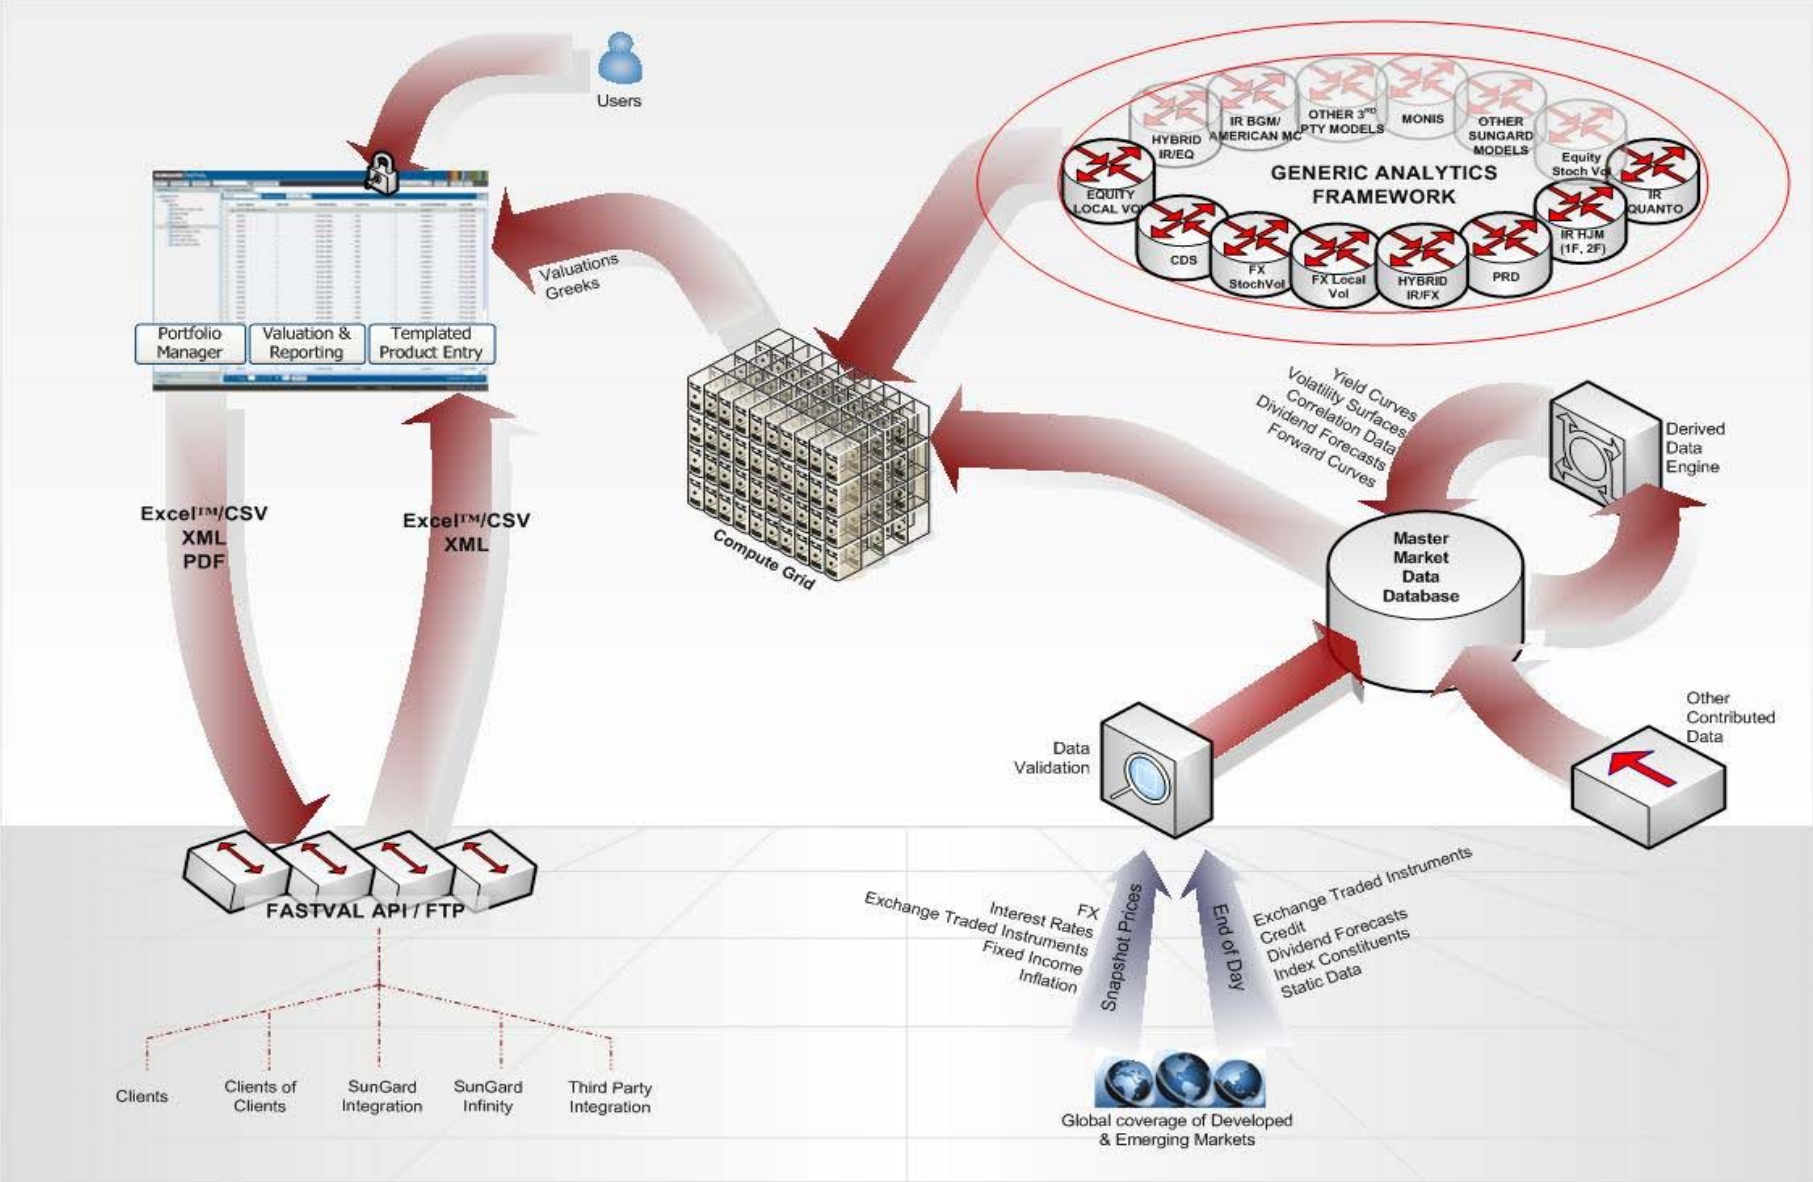 Users
HYBRID
IR/EQ
IR BGM/
AMERICAN MC
OTHER 3RD
PTY MODELS
MONIS
OTHER
SUNGARD
MODELS
Equity
Stoch Vol
GENERIC ANALYTICS
FRAMEWORK
EQUITY
LOCAL VO
IR
QUANTO
CDS
FX
StochVol
FX Local
Vol
HYBRID
IR/FX
PRD
IR HJM
(1F, 2F)
Valuations
Greeks
Portfolio
Manager
Valuation &
Reporting
Templated
Product Entry
Compute Grid
Yield Curves
Volatility Surfaces
Correlation Data
Dividend Forecasts
Forward Curves
Derived
Data
Engine
Master
Market
Data
Database
Excel™/CSV
XML
PDF
Excel™/CSV
XML
Data
Validation
Other
Contributed
Data
FASTVAL API / FTP
FX
Interest Rates
Exchange Traded Instruments
Fixed Income
Inflation
Snapshot Prices
End of Day
Exchange Traded Instruments
Credit
Dividend Forecasts
Index Constituents
Static Data
Clients
Clients of
Clients
SunGard
Integration
SunGard
Infinity
Third Party
Integration
Global coverage of Developed
& Emerging Markets